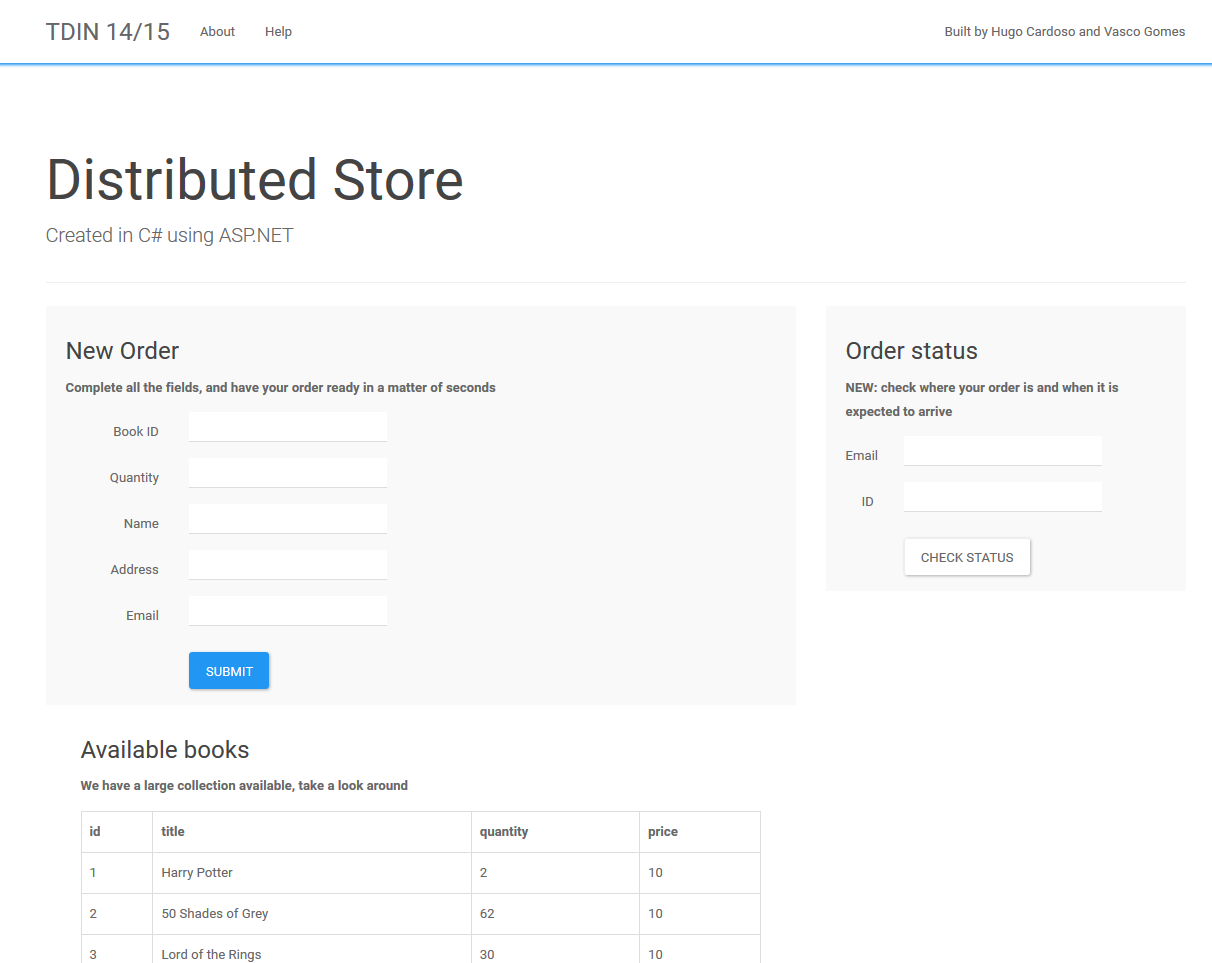 TDIN 14/15 About Help Built by Hugo Cardoso and Vasco Gomes
Distributed Store
Created in C# using ASP.NET
New Order
Complete all the fields, and have your order ready in a matter of seconds
Book ID
Quantity
Name
Address
Email
SUBMIT
Order status
NEW: check where your order is and when it is
expected to arrive
Email
ID
CHECK STATUS
Available books
We have a large collection available, take a look around
id title quantity price
1 Harry Potter 2 10
2 50 Shades of Grey 62 10
3 Lord of the Rings 30 10